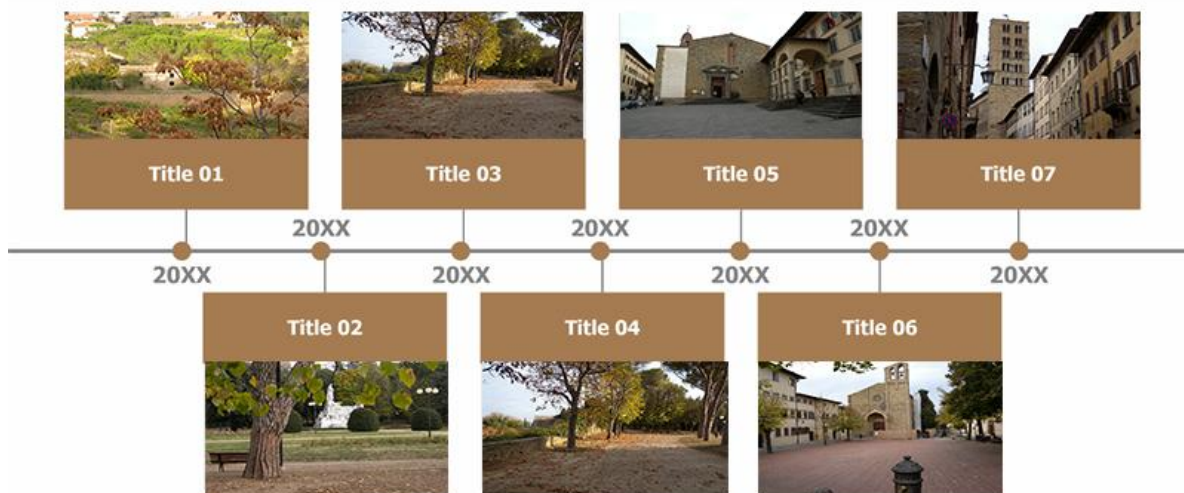 Title 01
Title 03
Title 05
Title 07
20XX
20XX
20XX
20XX
20XX
20XX
20XX
Title 02
Title 04
Title 06